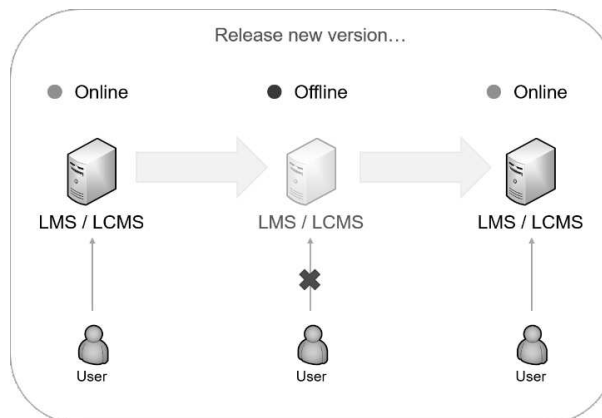 Release new version…
Online
Offline
Online
LMS / LCMS
LMS / LCMS
LMS / LCMS
User
User
User